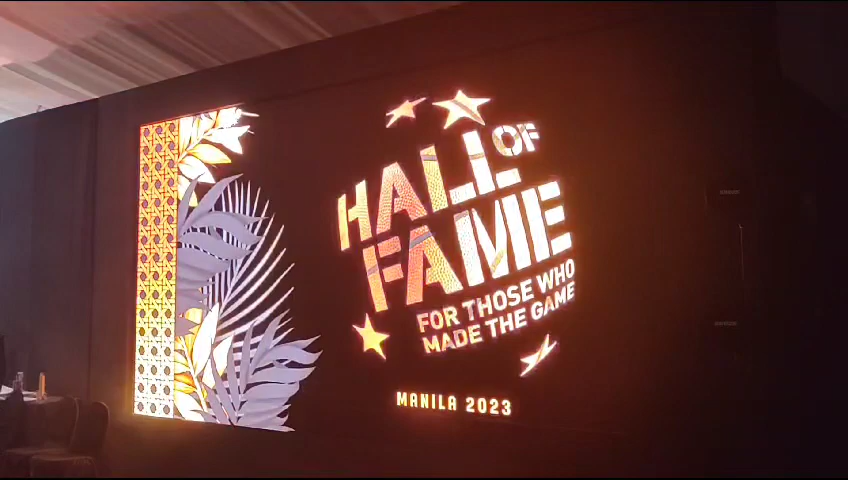 HALL OF
FAME
FOR THOSE WHO
MADE THE GAME
MANILA 2023